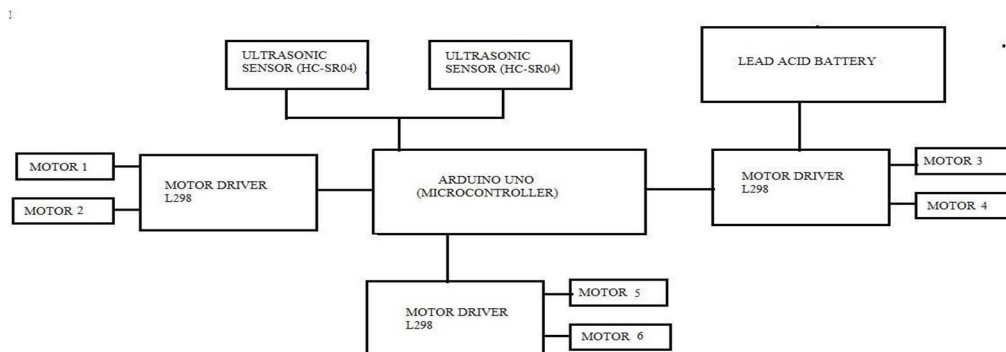 1
ULTRASONIC
SENSOR (HC-SR04)
ULTRASONIC
SENSOR (HC-SR04)
LEAD ACID BATTERY
MOTOR 1
MOTOR 2
MOTOR DRIVER
L298
ARDUINO UNO
(MICROCONTROLLER)
MOTOR DRIVER
L298
MOTOR 3
MOTOR 4
MOTOR DRIVER
L298
MOTOR 5
MOTOR 6